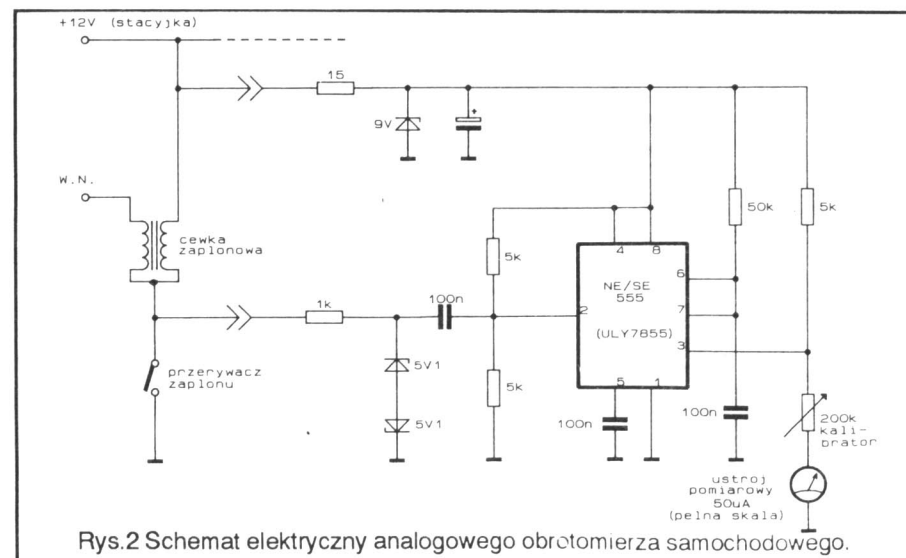 +12V (stacyjka)
15
9V
+
W.N.
cewka
zaplonowa
50k
5k
5k
4
8
6
NE/SE
555
7
(ULY7855)
3
2
1k
100n
5V1
5V1
przerywacz
zaplonu
5k
5
1
100n
100n
200k
kali-
brator
ustroj
pomiarowy
50uA
(pelna skala)
Rys.2 Schemat elektryczny analogowego obrotomierza samochodowego.